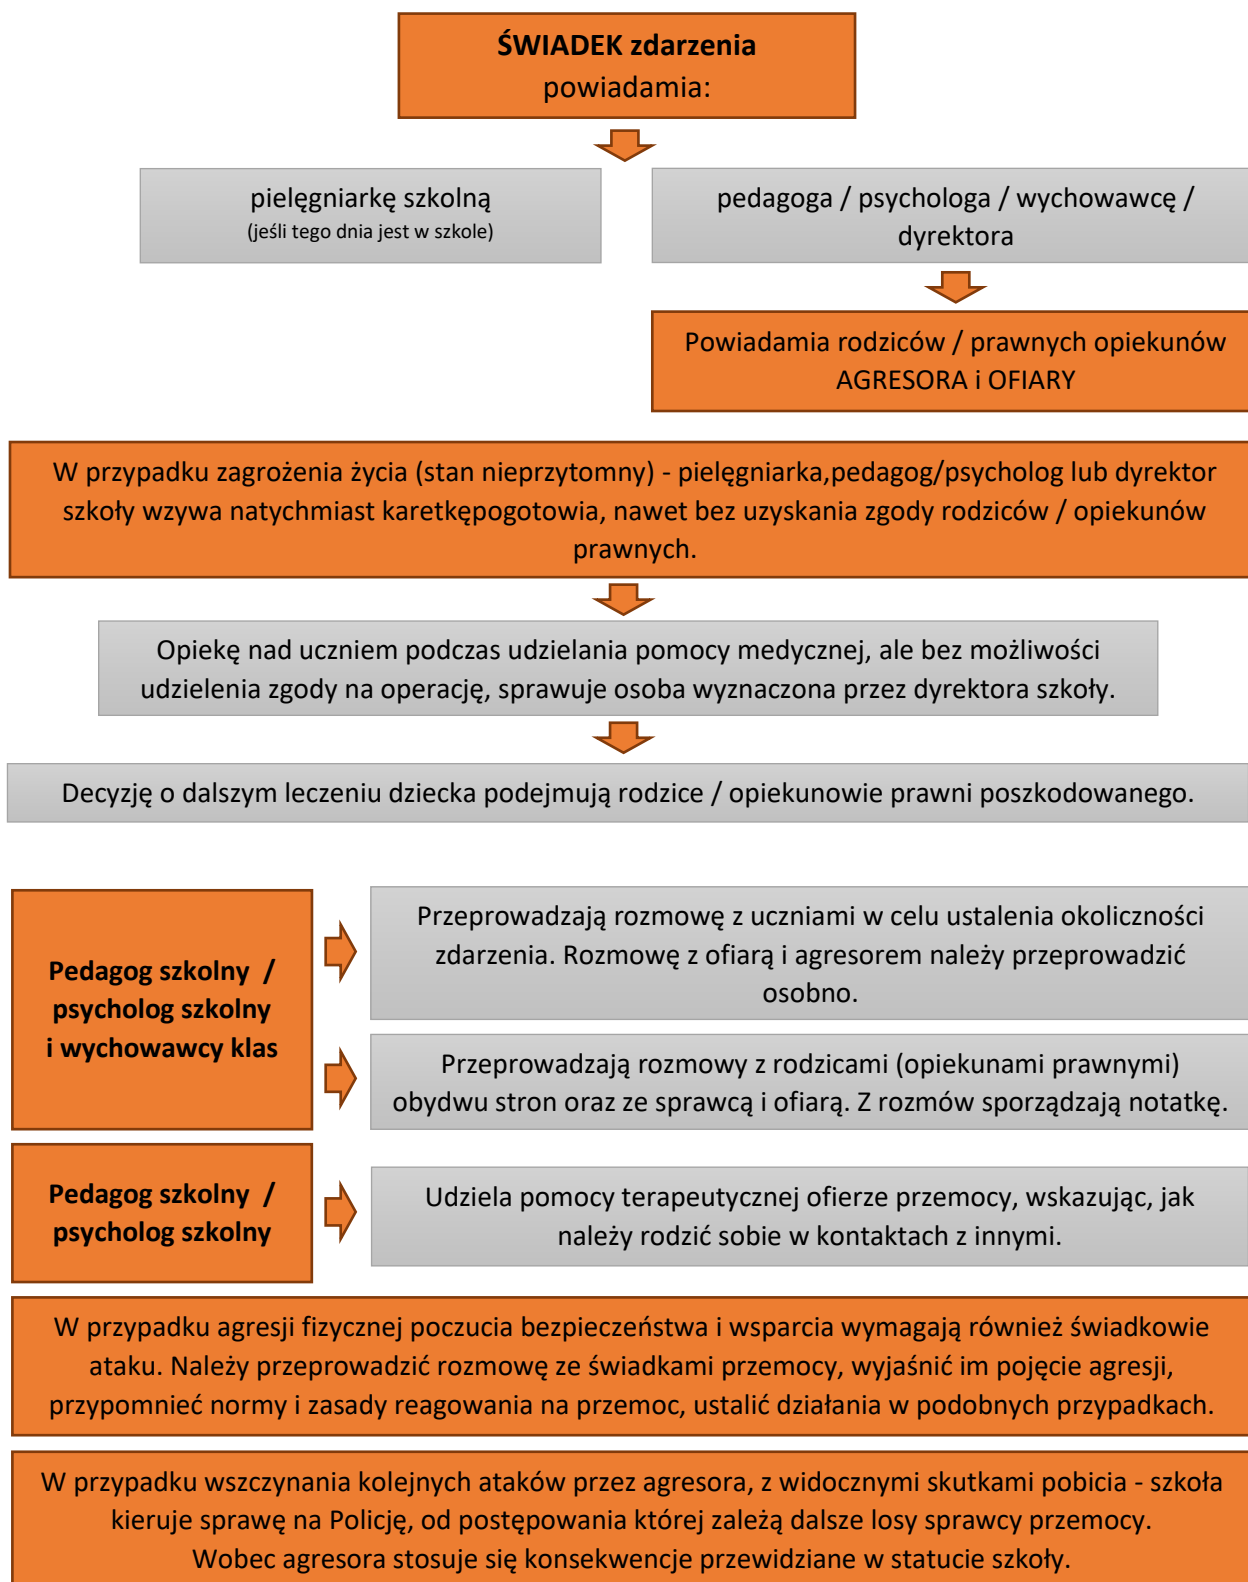 ŚWIADEK zdarzenia
powiadamia:
pielęgniarkę szkolną
(jeśli tego dnia jest w szkole)
pedagoga / psychologa / wychowawcę /
dyrektora
Powiadamia rodziców / prawnych opiekunów
AGRESORA i OFIARY
W przypadku zagrożenia życia (stan nieprzytomny) - pielęgniarka,pedagog/psycholog lub dyrektor
szkoły wzywa natychmiast karetkępogotowia, nawet bez uzyskania zgody rodziców / opiekunów
prawnych.
Opiekę nad uczniem podczas udzielania pomocy medycznej, ale bez możliwości
udzielenia zgody na operację, sprawuje osoba wyznaczona przez dyrektora szkoły.
Decyzję o dalszym leczeniu dziecka podejmują rodzice / opiekunowie prawni poszkodowanego.
Pedagog szkolny /
psycholog szkolny
i wychowawcy klas
Przeprowadzają rozmowę z uczniami w celu ustalenia okoliczności
zdarzenia. Rozmowę z ofiarą i agresorem należy przeprowadzić
osobno.
Przeprowadzają rozmowy z rodzicami (opiekunami prawnymi)
obydwu stron oraz ze sprawcą i ofiarą. Z rozmów sporządzają notatkę.
Pedagog szkolny /
psycholog szkolny
Udziela pomocy terapeutycznej ofierze przemocy, wskazując, jak
należy rodzić sobie w kontaktach z innymi.
W przypadku agresji fizycznej poczucia bezpieczeństwa i wsparcia wymagają również świadkowie
ataku. Należy przeprowadzić rozmowę ze świadkami przemocy, wyjaśnić im pojęcie agresji,
przypomnieć normy i zasady reagowania na przemoc, ustalić działania w podobnych przypadkach.
W przypadku wszczynania kolejnych ataków przez agresora, z widocznymi skutkami pobicia - szkoła
kieruje sprawę na Policję, od postępowania której zależą dalsze losy sprawcy przemocy.
Wobec agresora stosuje się konsekwencje przewidziane w statucie szkoły.